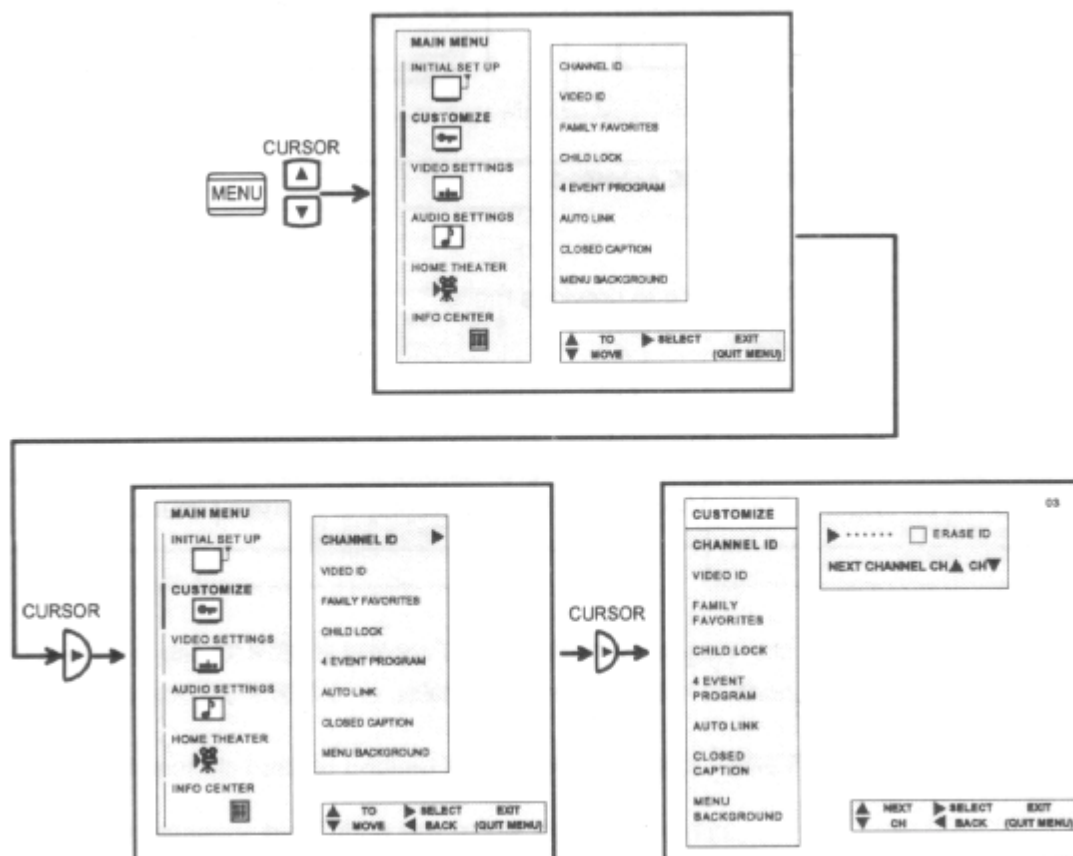 CURSOR
MENU
MAIN MENU
INITIAL SET UP
CUSTOMIZE
VIDEO SETTINGS
AUDIO SETTINGS
HOME THEATER
INFO CENTER
CHANNEL ID
VIDEO ID
FAMILY FAVORITES
CHILD LOCK
4 EVENT PROGRAM
AUTO LINK
CLOSED CAPTION
MENU BACKGROUND
▲ TO ▶ SELECT EXIT
▼ MOVE (QUIT MENU)
CURSOR
MAIN MENU
INITIAL SET UP
CUSTOMIZE
VIDEO SETTINGS
AUDIO SETTINGS
HOME THEATER
INFO CENTER
CHANNEL ID ▶
VIDEO ID
FAMILY FAVORITES
CHILD LOCK
4 EVENT PROGRAM
AUTO LINK
CLOSED CAPTION
MENU BACKGROUND
▲ TO ▶ SELECT EXIT
▼ MOVE ◀ BACK (QUIT MENU)
CURSOR
03
CUSTOMIZE
CHANNEL ID
VIDEO ID
FAMILY
FAVORITES
CHILD LOCK
4 EVENT
PROGRAM
AUTO LINK
CLOSED
CAPTION
MENU
BACKGROUND
▶ ······ □ ERASE ID
NEXT CHANNEL CH▲ CH▼
▲ NEXT ▶ SELECT EXIT
▼ CH ◀ BACK (QUIT MENU)